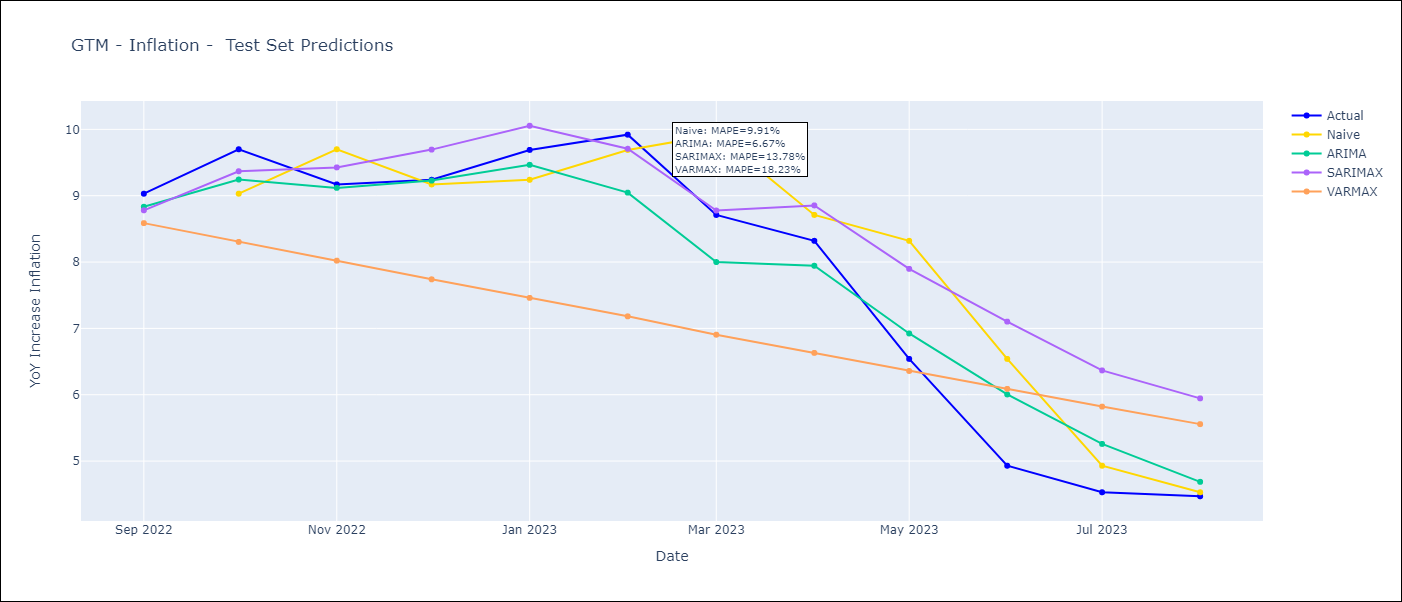 GTM - Inflation -  Test Set Predictions
Naive: MAPE=9.91%
ARIMA: MAPE=6.67%
SARIMAX: MAPE=13.78%
VARMAX: MAPE=18.23%
Actual
Naive
ARIMA
SARIMAX
VARMAX
YoY Increase Inflation
10
9
8
7
6
5
Sep 2022
Nov 2022
Jan 2023
Mar 2023
May 2023
Jul 2023
Date